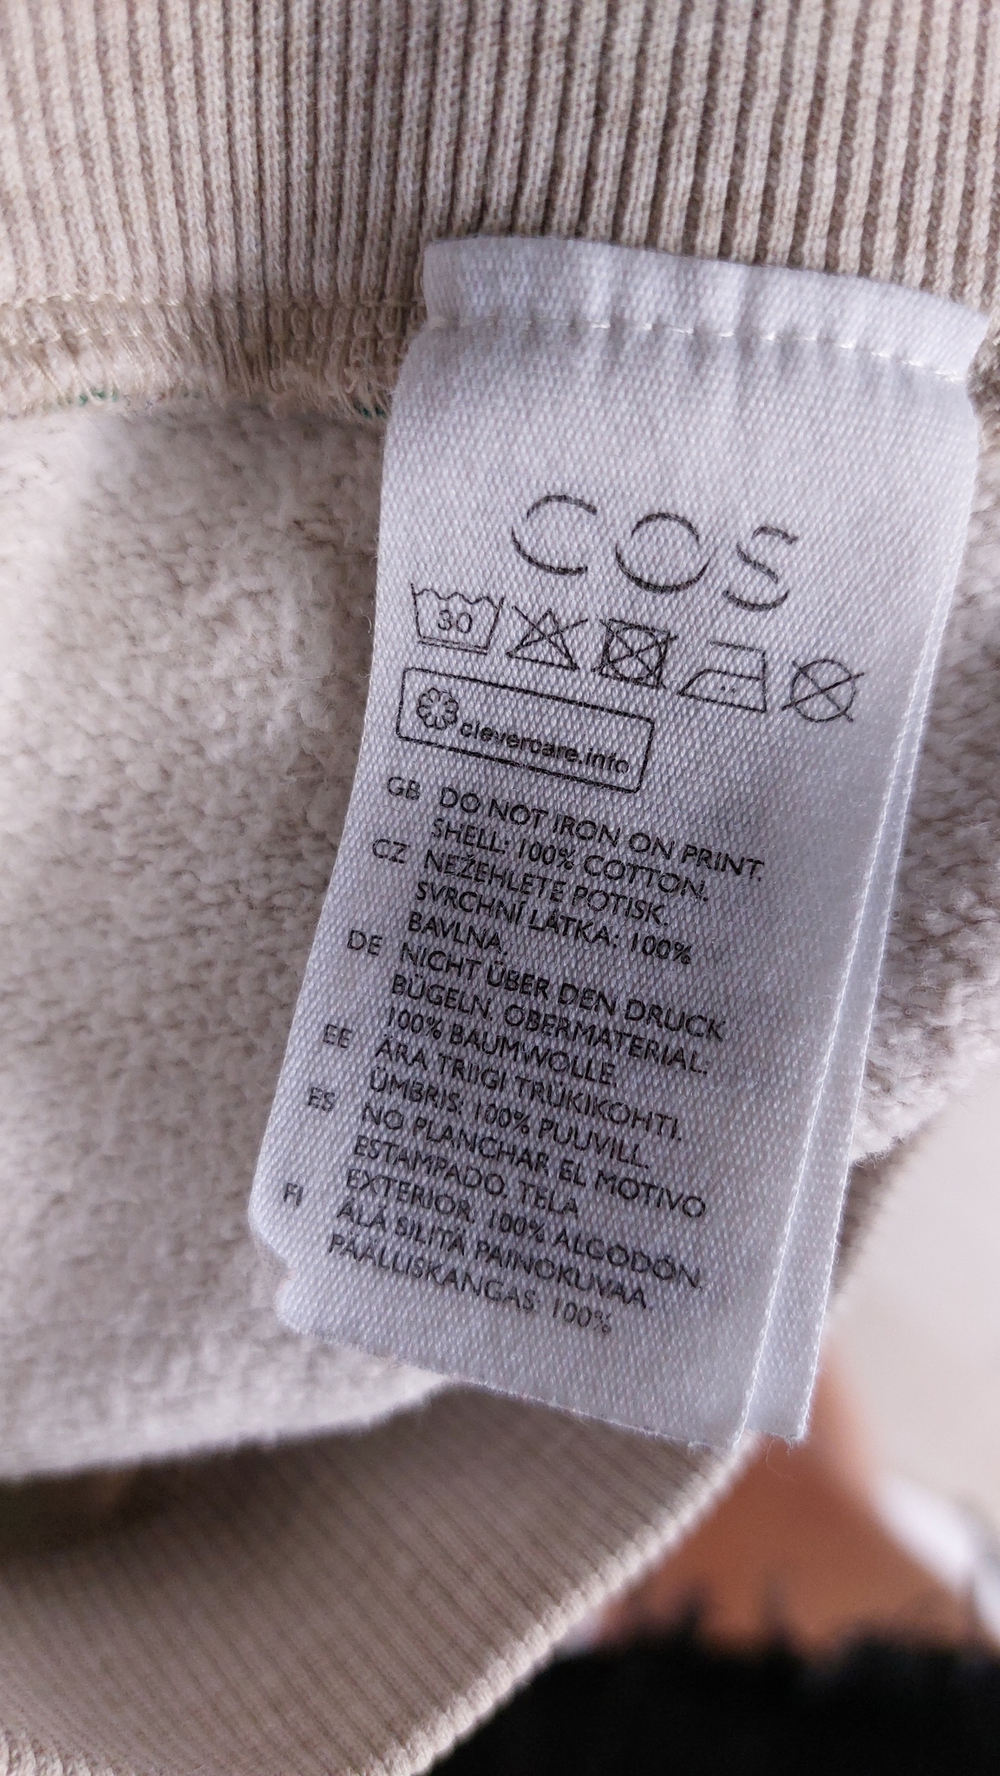 COS
30
clevercare.info
GB DO NOT IRON ON PRINT.
SHELL: 100% COTTON.
CZ NEŽEHLETE POTISK.
SVRCHNÍ LÁTKA: 100%
BAVLNA.
DE NICHT ÜBER DEN DRUCK
BÜGELN. OBERMATERIAL:
100% BAUMWOLLE.
EE ÄRA TRIIGI TRÜKIKOHTI.
ÜMBRIS: 100% PUUVILL.
ES NO PLANCHAR EL MOTIVO
ESTAMPADO. TELA
EXTERIOR: 100% ALGODÓN.
FI ÄLÄ SILITÄ PAINOKUVAA.
PÄÄLLISKANGAS: 100%